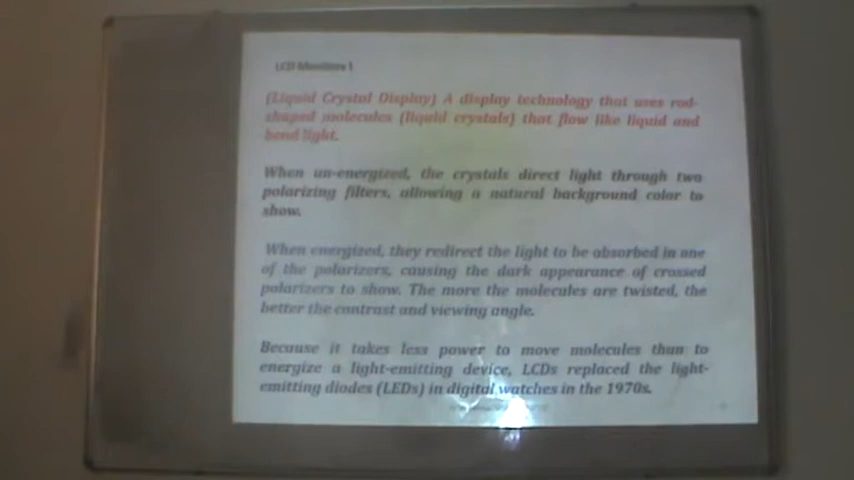 LCD Monitors 1
(Liquid Crystal Display) A display technology that uses rod-
shaped molecules (liquid crystals) that flow like liquid and
bend light.
When un-energized, the crystals direct light through two
polarizing filters, allowing a natural background color to
show.
When energized, they redirect the light to be absorbed in one
of the polarizers, causing the dark appearance of crossed
polarizers to show. The more the molecules are twisted, the
better the contrast and viewing angle.
Because it takes less power to move molecules than to
energize a light-emitting device, LCDs replaced the light-
emitting diodes (LEDs) in digital watches in the 1970s.